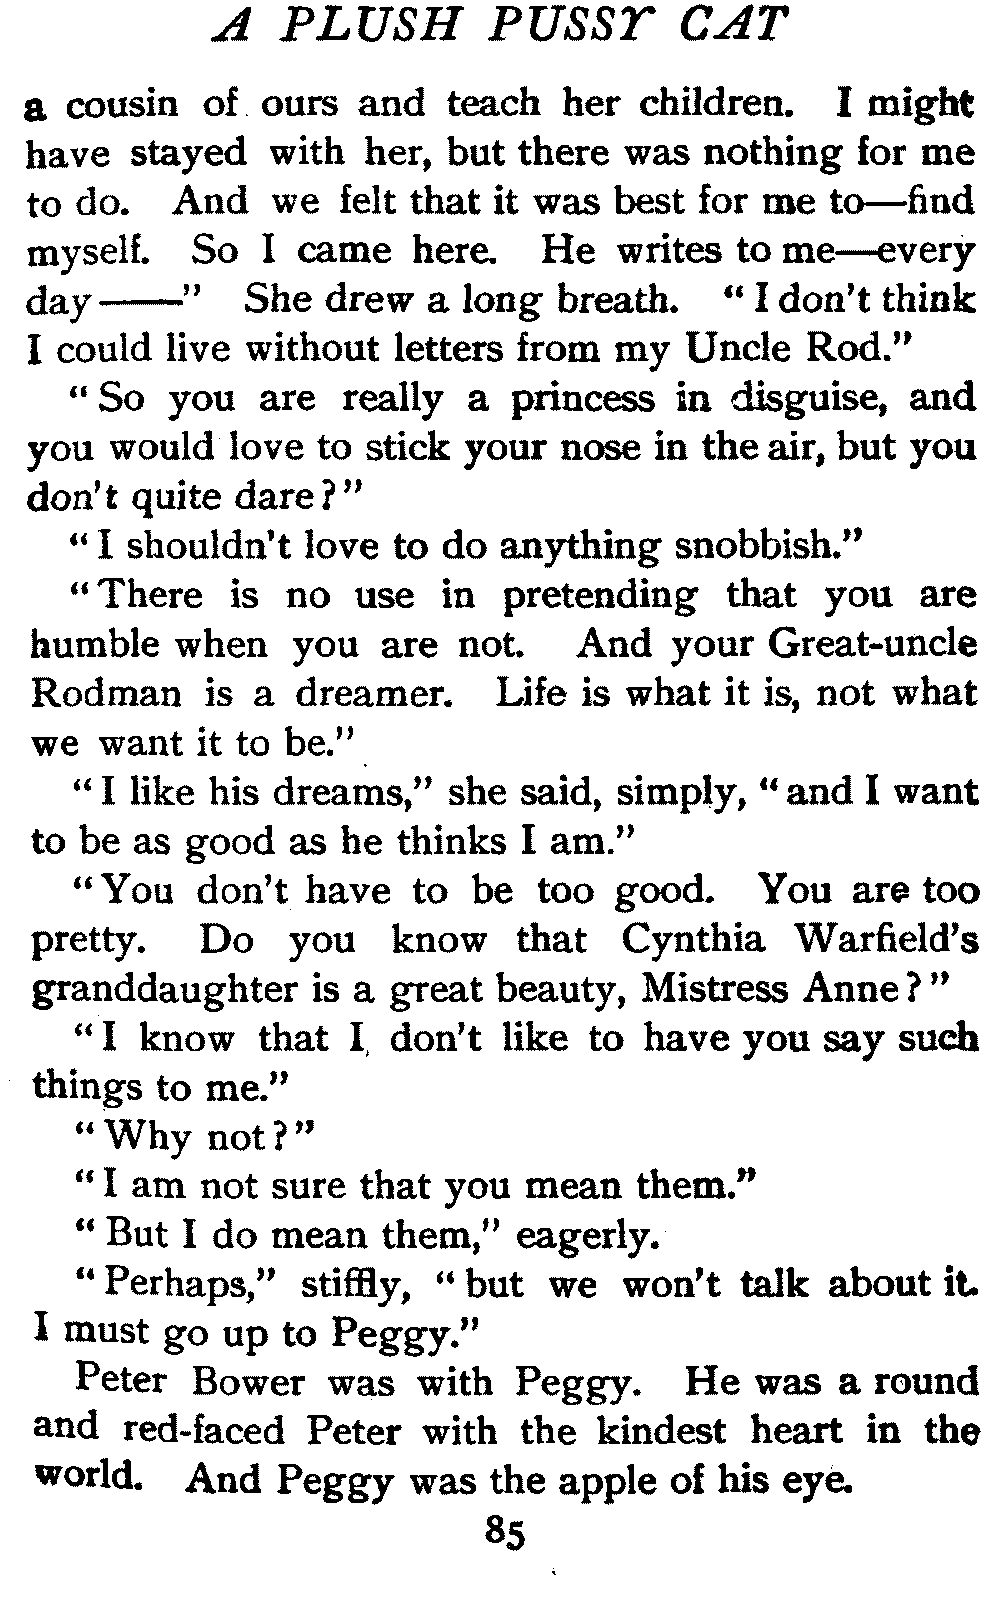 A PLUSH PUSSY CAT
a cousin of ours and teach her children. I might
have stayed with her, but there was nothing for me
to do. And we felt that it was best for me to—find
myself. So I came here. He writes to me—every
day——" She drew a long breath. "I don't think
I could live without letters from my Uncle Rod."
"So you are really a princess in disguise, and
you would love to stick your nose in the air, but you
don't quite dare?"
"I shouldn't love to do anything snobbish."
"There is no use in pretending that you are
humble when you are not. And your Great-uncle
Rodman is a dreamer. Life is what it is, not what
we want it to be."
"I like his dreams," she said, simply, "and I want
to be as good as he thinks I am."
"You don't have to be too good. You are too
pretty. Do you know that Cynthia Warfield's
granddaughter is a great beauty, Mistress Anne?"
"I know that I don't like to have you say such
things to me."
"Why not?"
"I am not sure that you mean them."
"But I do mean them," eagerly.
"Perhaps," stiffly, "but we won't talk about it.
I must go up to Peggy."
Peter Bower was with Peggy. He was a round
and red-faced Peter with the kindest heart in the
world. And Peggy was the apple of his eye.
85